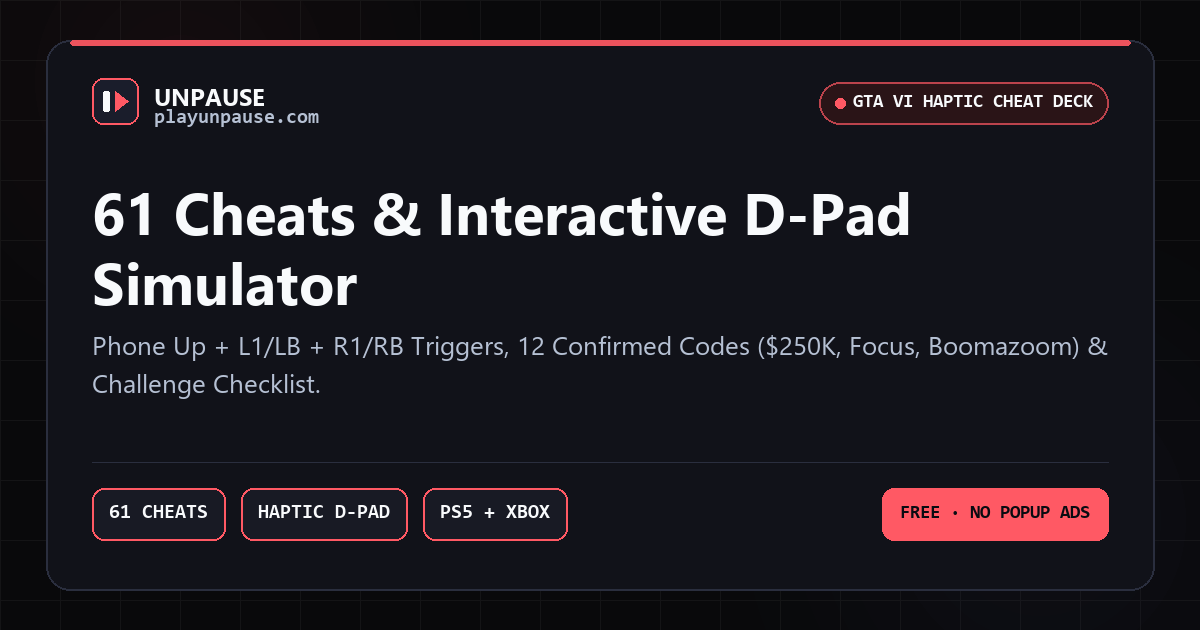 UNPAUSE
playunpause.com
GTA VI HAPTIC CHEAT DECK
61 Cheats & Interactive D-Pad
Simulator
Phone Up + L1/LB + R1/RB Triggers, 12 Confirmed Codes ($250K, Focus, Boomazoom) &
Challenge Checklist.
61 CHEATS
HAPTIC D-PAD
PS5 + XBOX
FREE · NO POPUP ADS